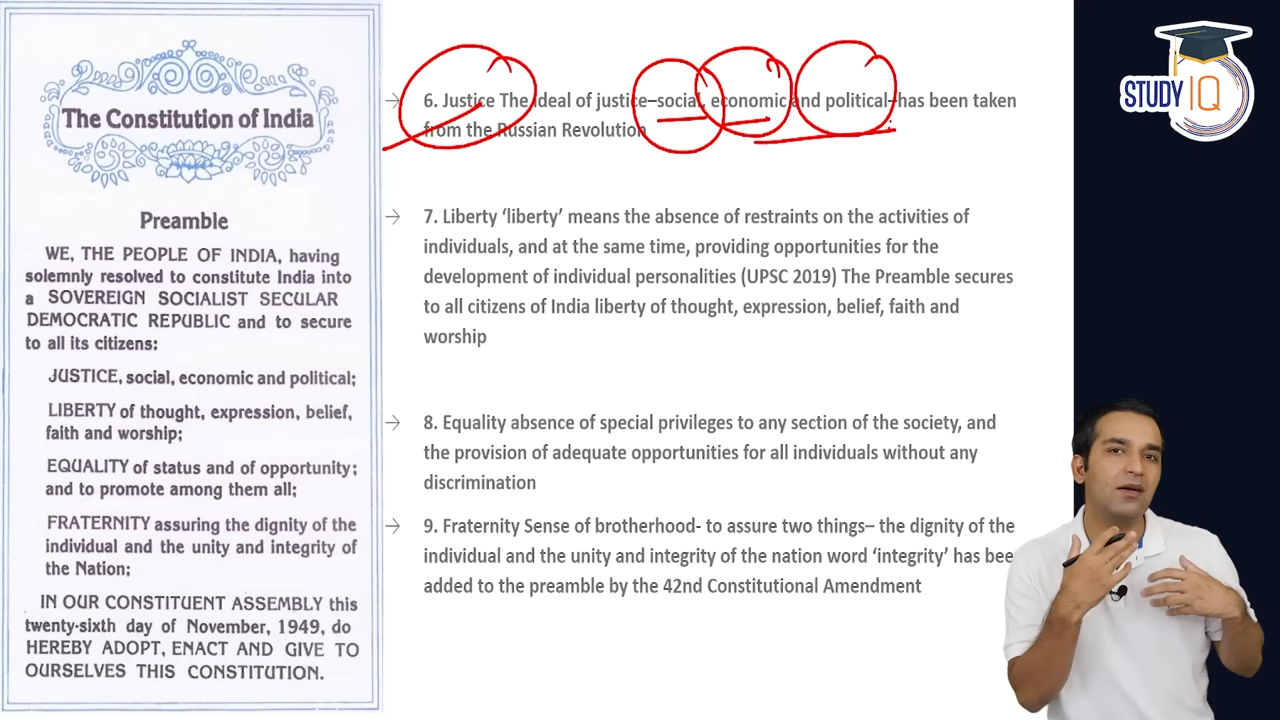 The Constitution of India
Preamble
WE, THE PEOPLE OF INDIA, having
solemnly resolved to constitute India into
a SOVEREIGN SOCIALIST SECULAR
DEMOCRATIC REPUBLIC and to secure
to all its citizens:
JUSTICE, social, economic and political;
LIBERTY of thought, expression, belief,
faith and worship;
EQUALITY of status and of opportunity;
and to promote among them all;
FRATERNITY assuring the dignity of the
individual and the unity and integrity of
the Nation;
IN OUR CONSTITUENT ASSEMBLY this
twenty-sixth day of November, 1949, do
HEREBY ADOPT, ENACT AND GIVE TO
OURSELVES THIS CONSTITUTION.
6. Justice The Ideal of justice–social, economic and political–has been taken
from the Russian Revolution
7. Liberty ‘liberty’ means the absence of restraints on the activities of
individuals, and at the same time, providing opportunities for the
development of individual personalities (UPSC 2019) The Preamble secures
to all citizens of India liberty of thought, expression, belief, faith and
worship
8. Equality absence of special privileges to any section of the society, and
the provision of adequate opportunities for all individuals without any
discrimination
9. Fraternity Sense of brotherhood- to assure two things– the dignity of the
individual and the unity and integrity of the nation word ‘integrity’ has bee
added to the preamble by the 42nd Constitutional Amendment
STUDY IQ